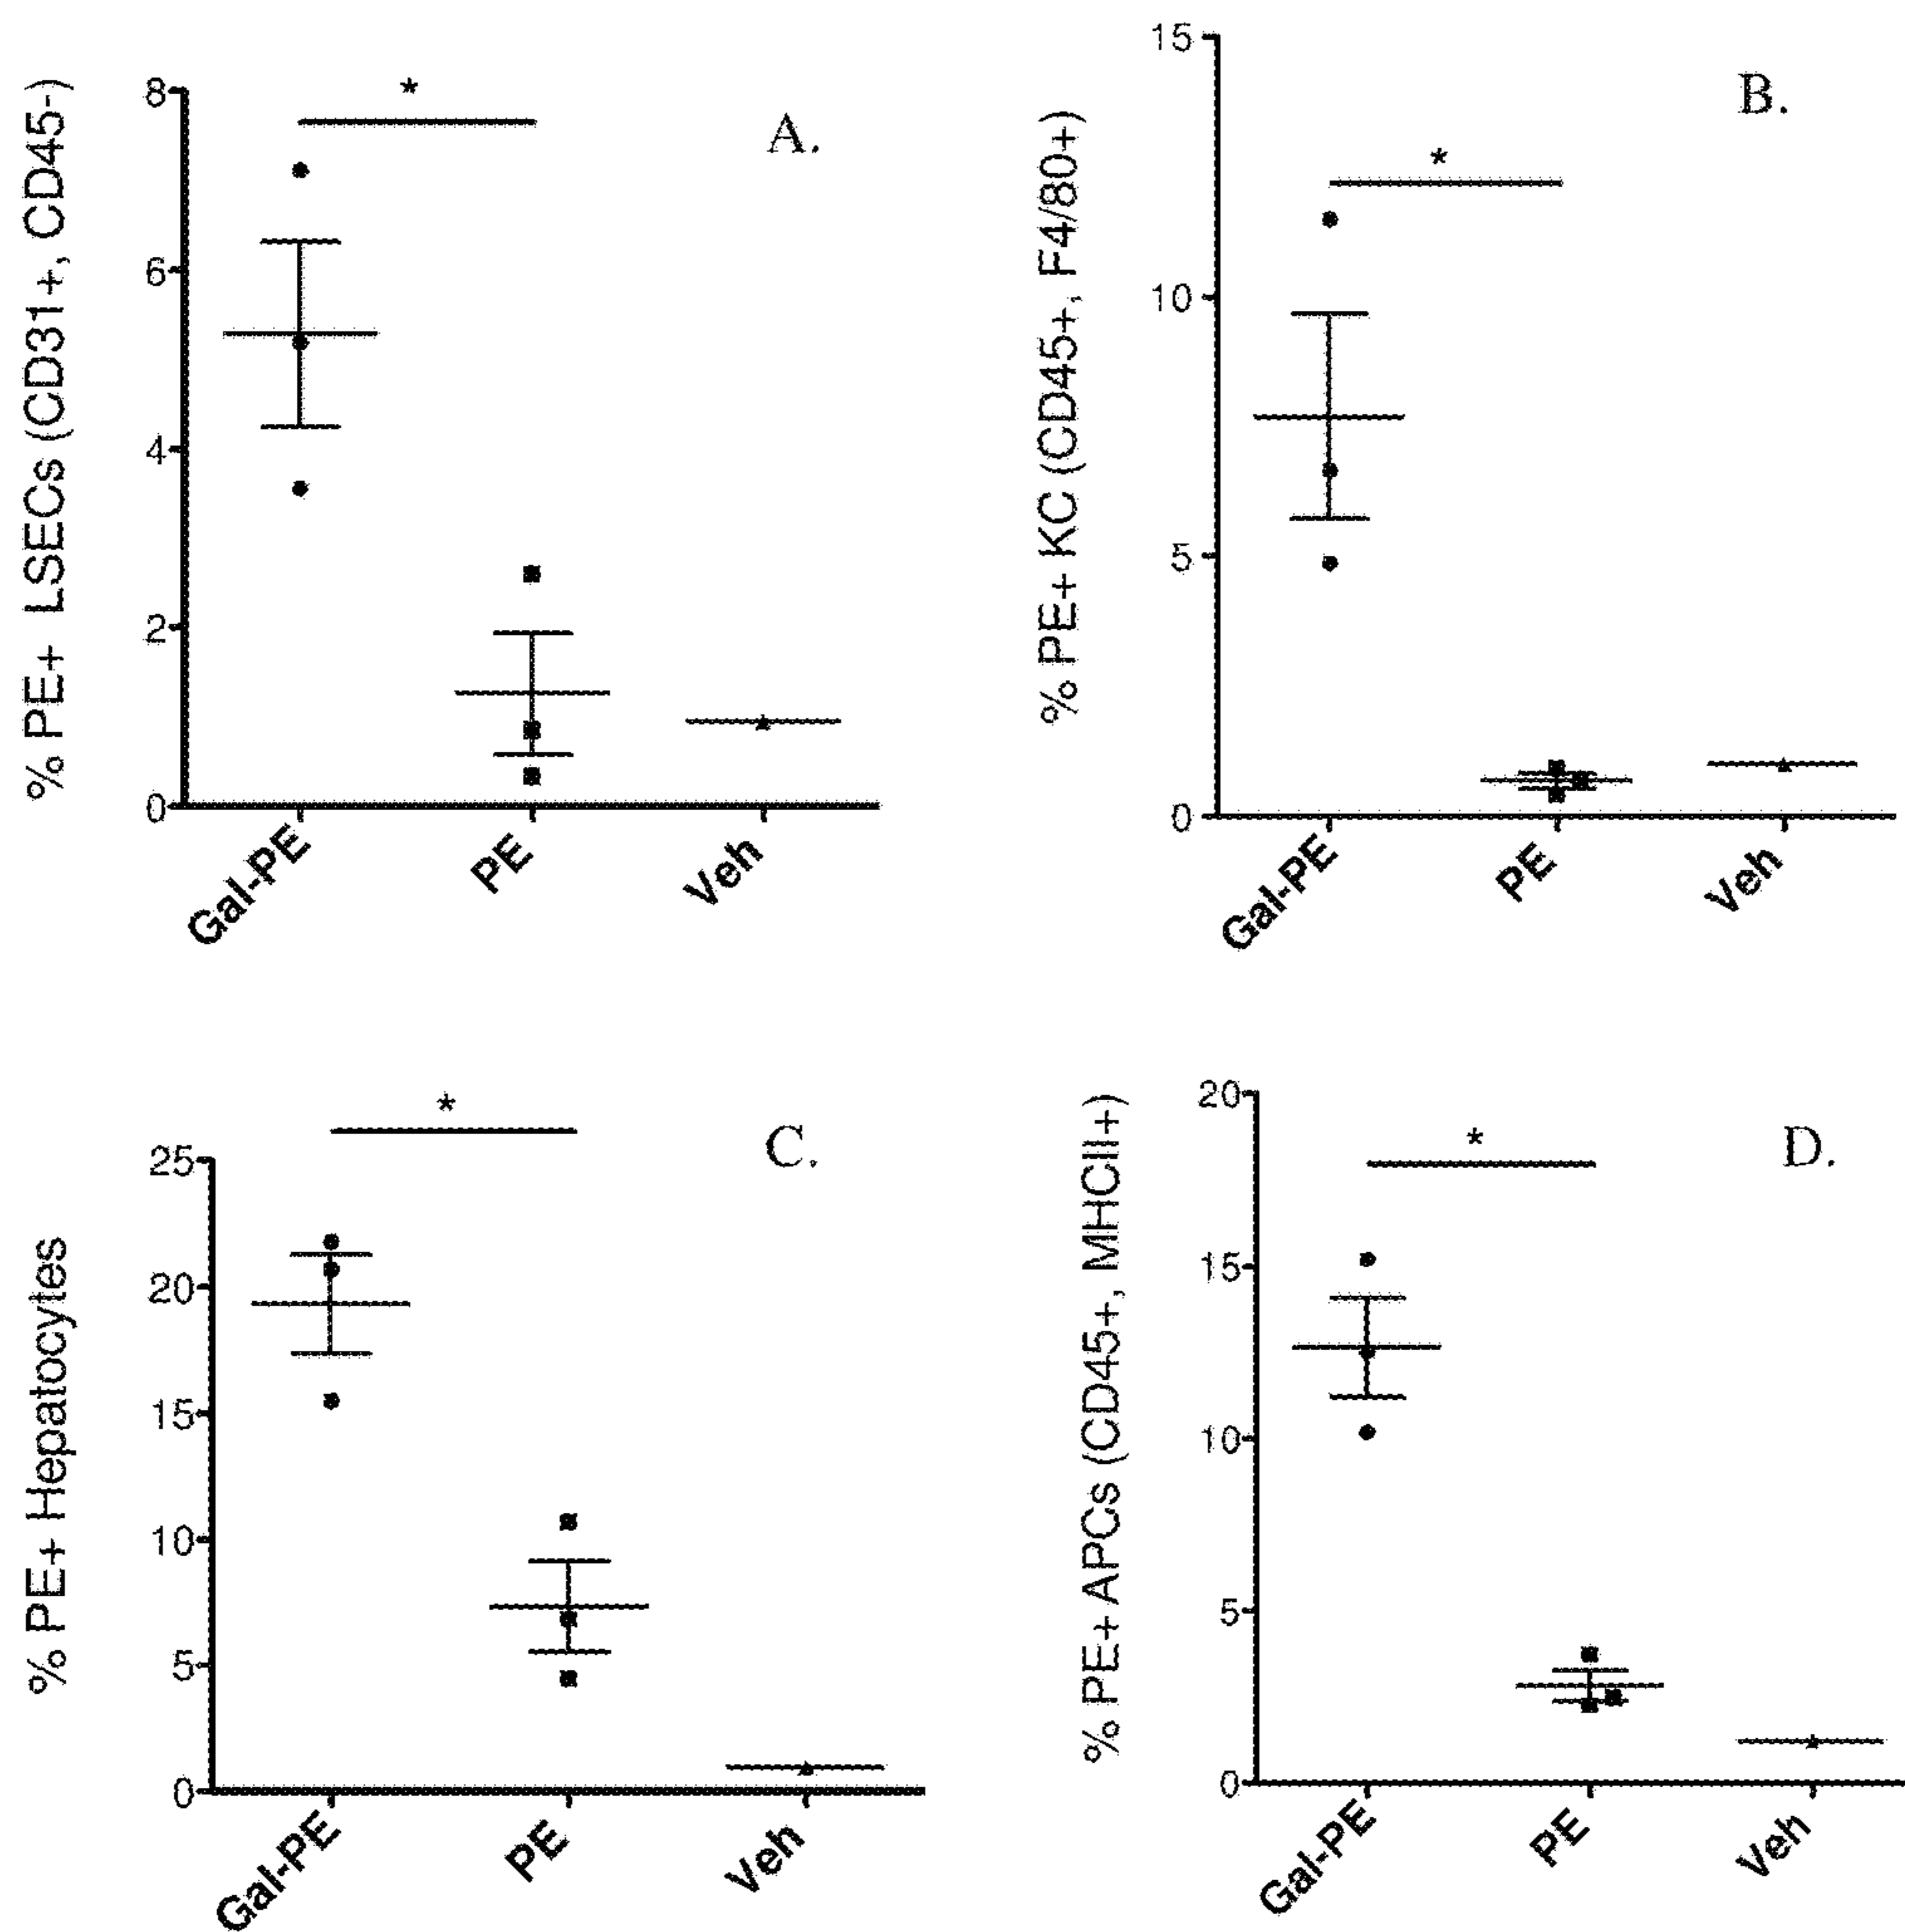 % PE+ LSECs (CD31+, CD45-)
8
6
4
2
0
*
A.
Gal-PE
PE
Veh
% PE+ KC (CD45+, F4/80+)
15
10
5
0
*
B.
Gal-PE
PE
Veh
% PE+ Hepatocytes
25
20
15
10
5
0
*
C.
Gal-PE
PE
Veh
% PE+ APCs (CD45+, MHCII+)
20
15
10
5
0
*
D.
Gal-PE
PE
Veh